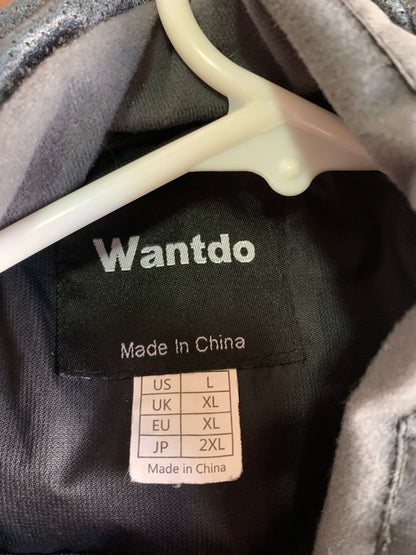 Wantdo
Made In China
US L
UK XL
EU XL
JP 2XL
Made in China